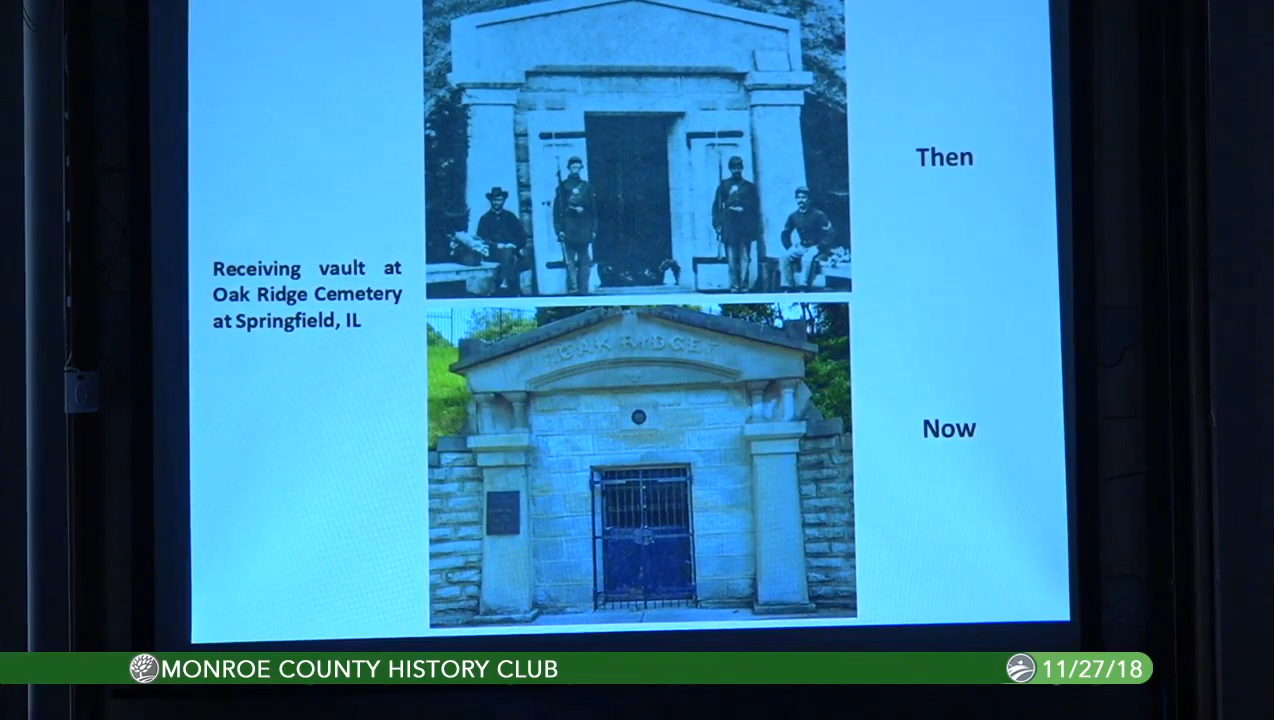 Then
Receiving vault at
Oak Ridge Cemetery
at Springfield, IL
OAK RIDGE
Now
MONROE COUNTY HISTORY CLUB
11/27/18